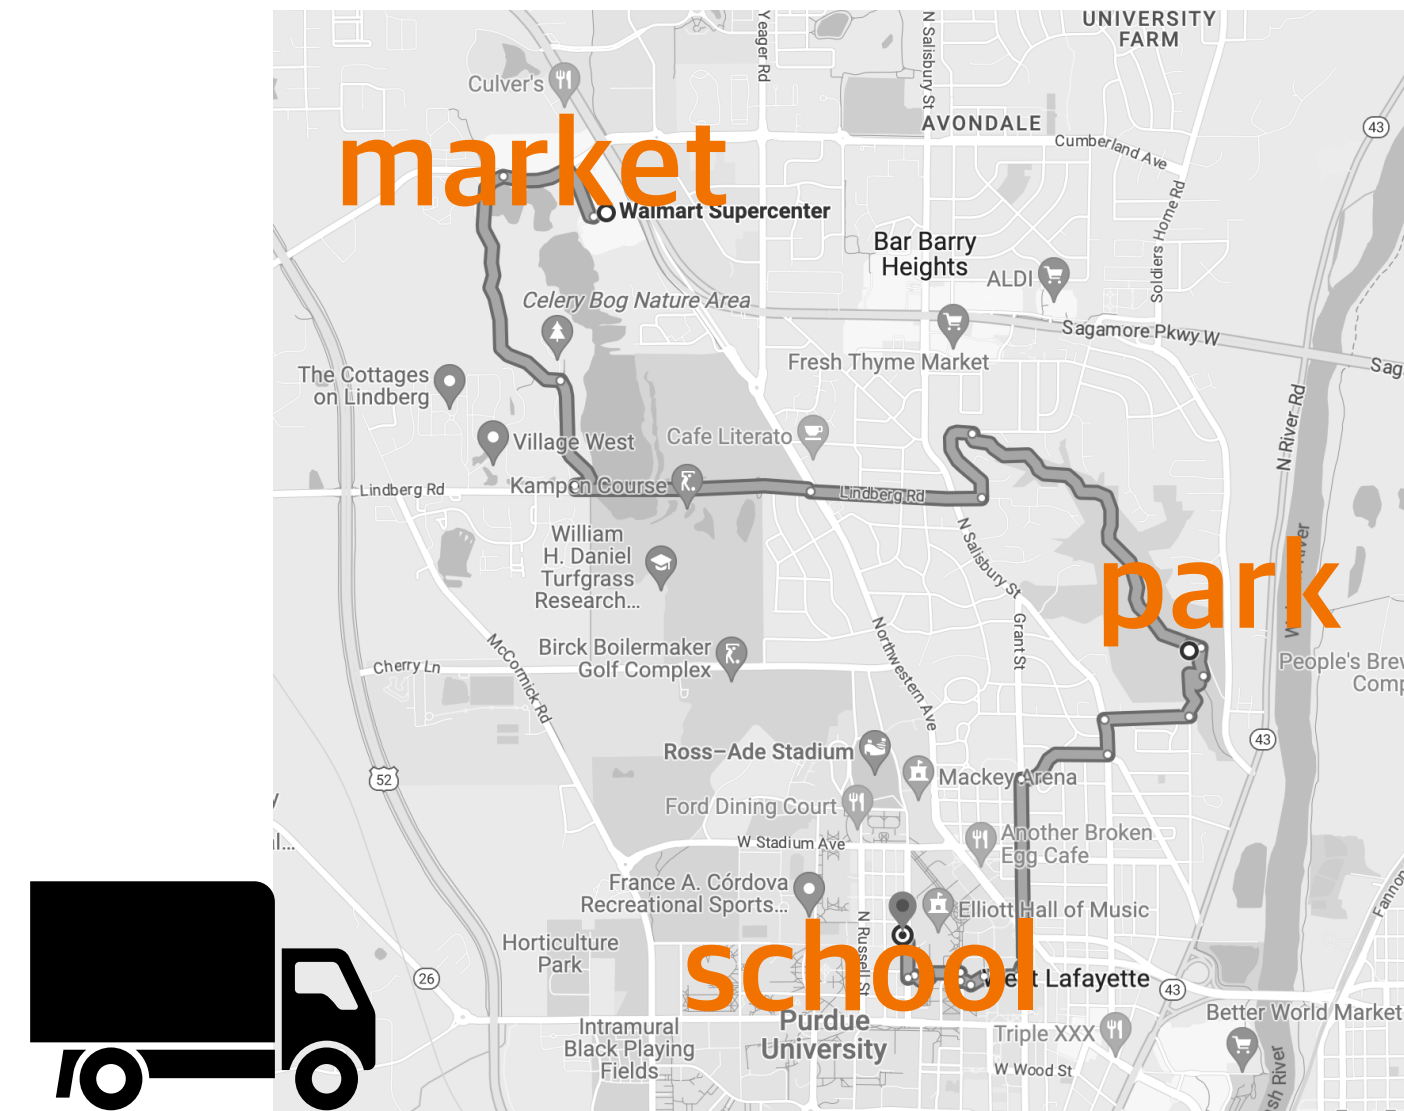 UNIVERSITY
FARM
Yeager Rd
N Salisbury St
Culver's
AVONDALE
43
Cumberland Ave
market
Walmart Supercenter
Soldiers Home Rd
Bar Barry
Heights
ALDI
Celery Bog Nature Area
Sagamore Pkwy W
Sag
Fresh Thyme Market
The Cottages
on Lindberg
N River Rd
Village West
Cafe Literato
Lindberg Rd
Kampen Course
Lindberg Rd
William
H. Daniel
Turfgrass
Research...
N Salisbury St
park
Grant St
Northwestern Ave
McCormick Rd
Birck Boilermaker
Golf Complex
Cherry Ln
People's Brew
Comp
43
Ross-Ade Stadium
52
Mackey Arena
Ford Dining Court
Another Broken
Egg Cafe
W Stadium Ave
France A. Córdova
Recreational Sports...
Fannon
Elliott Hall of Music
N Russell St
Horticulture
Park
school
26
West Lafayette
43
Better World Market
Purdue
University
Intramural
Black Playing
Fields
Triple XXX
W Wood St
sh River